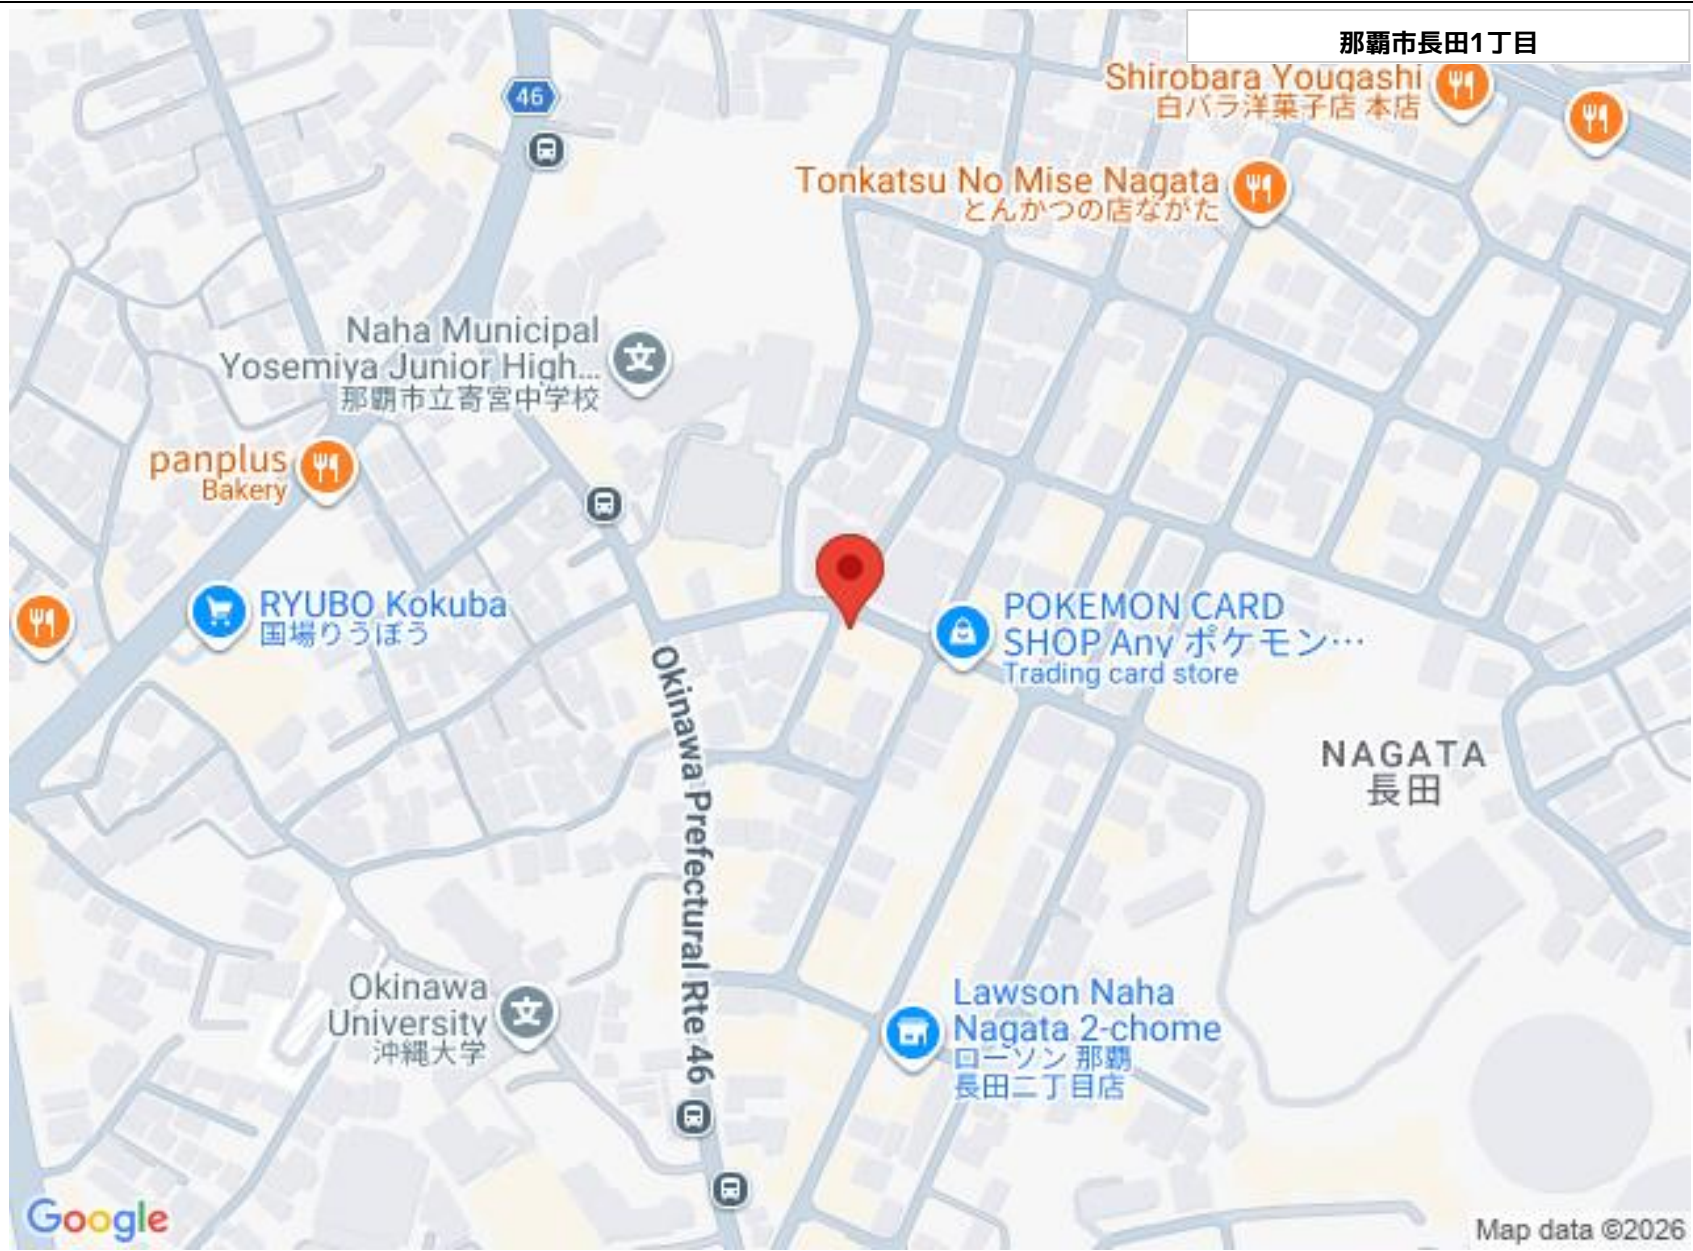 那覇市長田1丁目
Shirobara Yougashi
白バラ洋菓子店 本店
46
Tonkatsu No Mise Nagata
とんかつの店ながた
Naha Municipal
Yosemiya Junior High...
那覇市立寄宮中学校
文
panplus
Bakery
RYUBO Kokuba
国場りうぼう
POKEMON CARD
SHOP Any ポケモン…
Trading card store
Okinawa Prefectural Rte 46
NAGATA
長田
Okinawa
University
沖縄大学
文
Lawson Naha
Nagata 2-chome
ローソン 那覇
長田二丁目店
Google
Map data ©2026